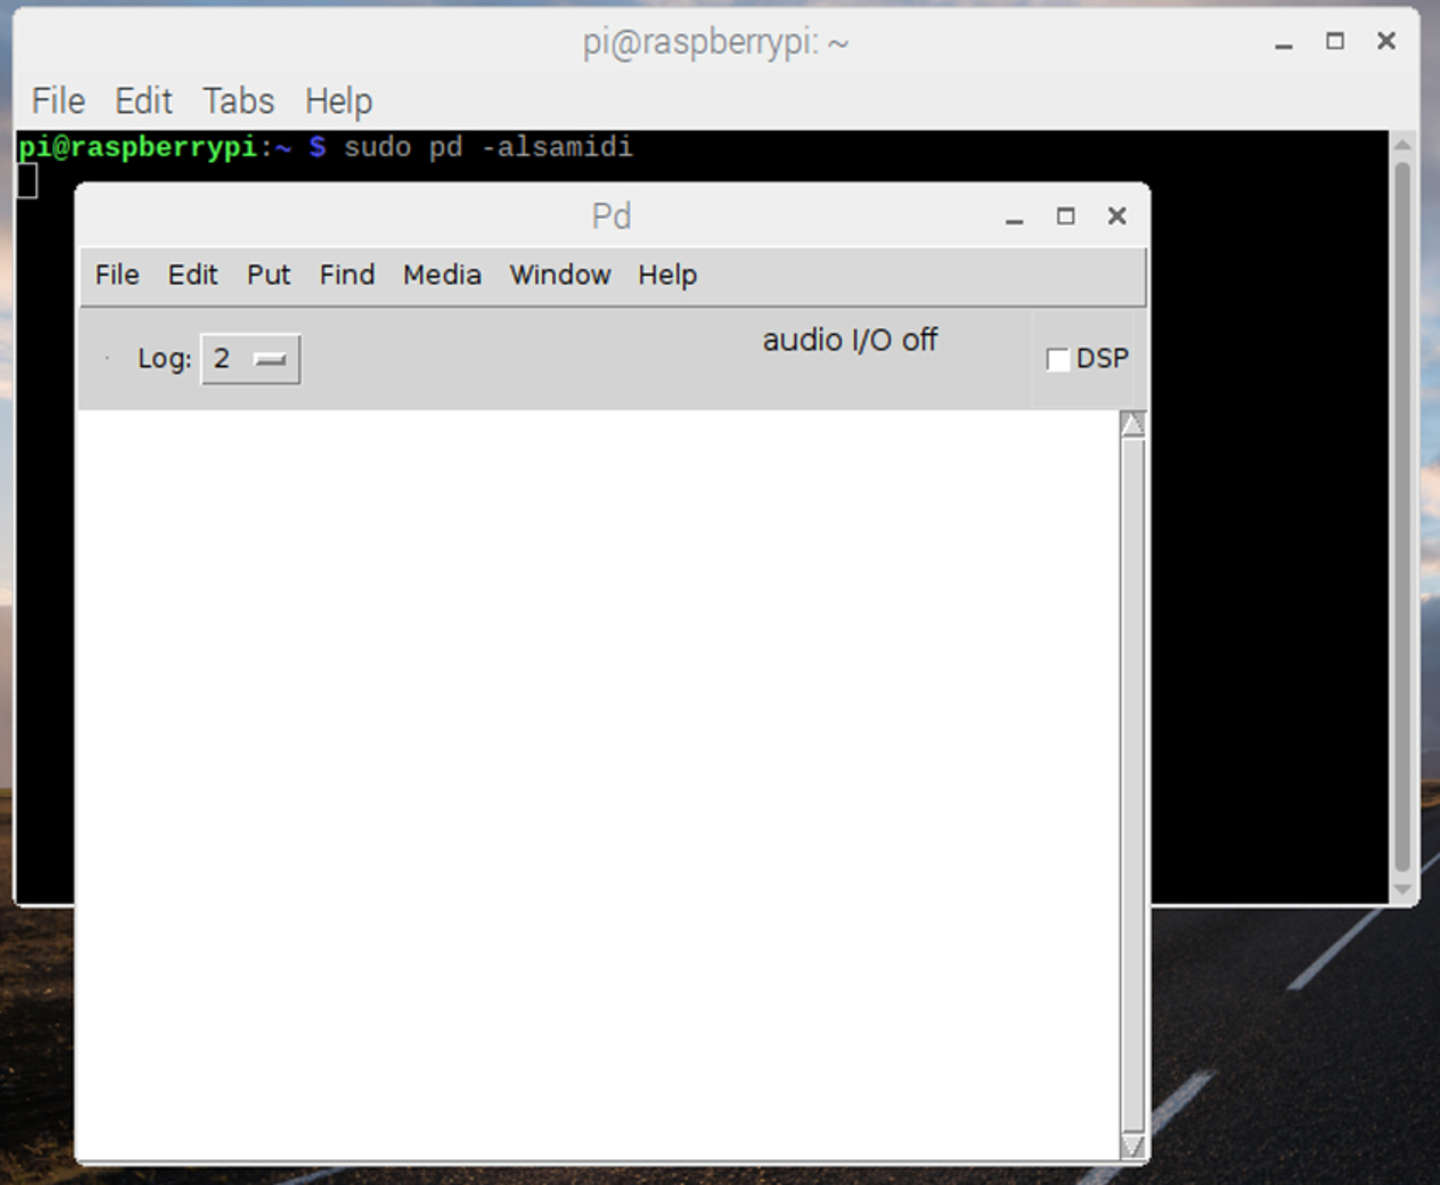 pi@raspberrypi: ~
File Edit Tabs Help
pi@raspberrypi:~ $ sudo pd -alsamidi
Pd
File Edit Put Find Media Window Help
audio I/O off
Log: 2
DSP